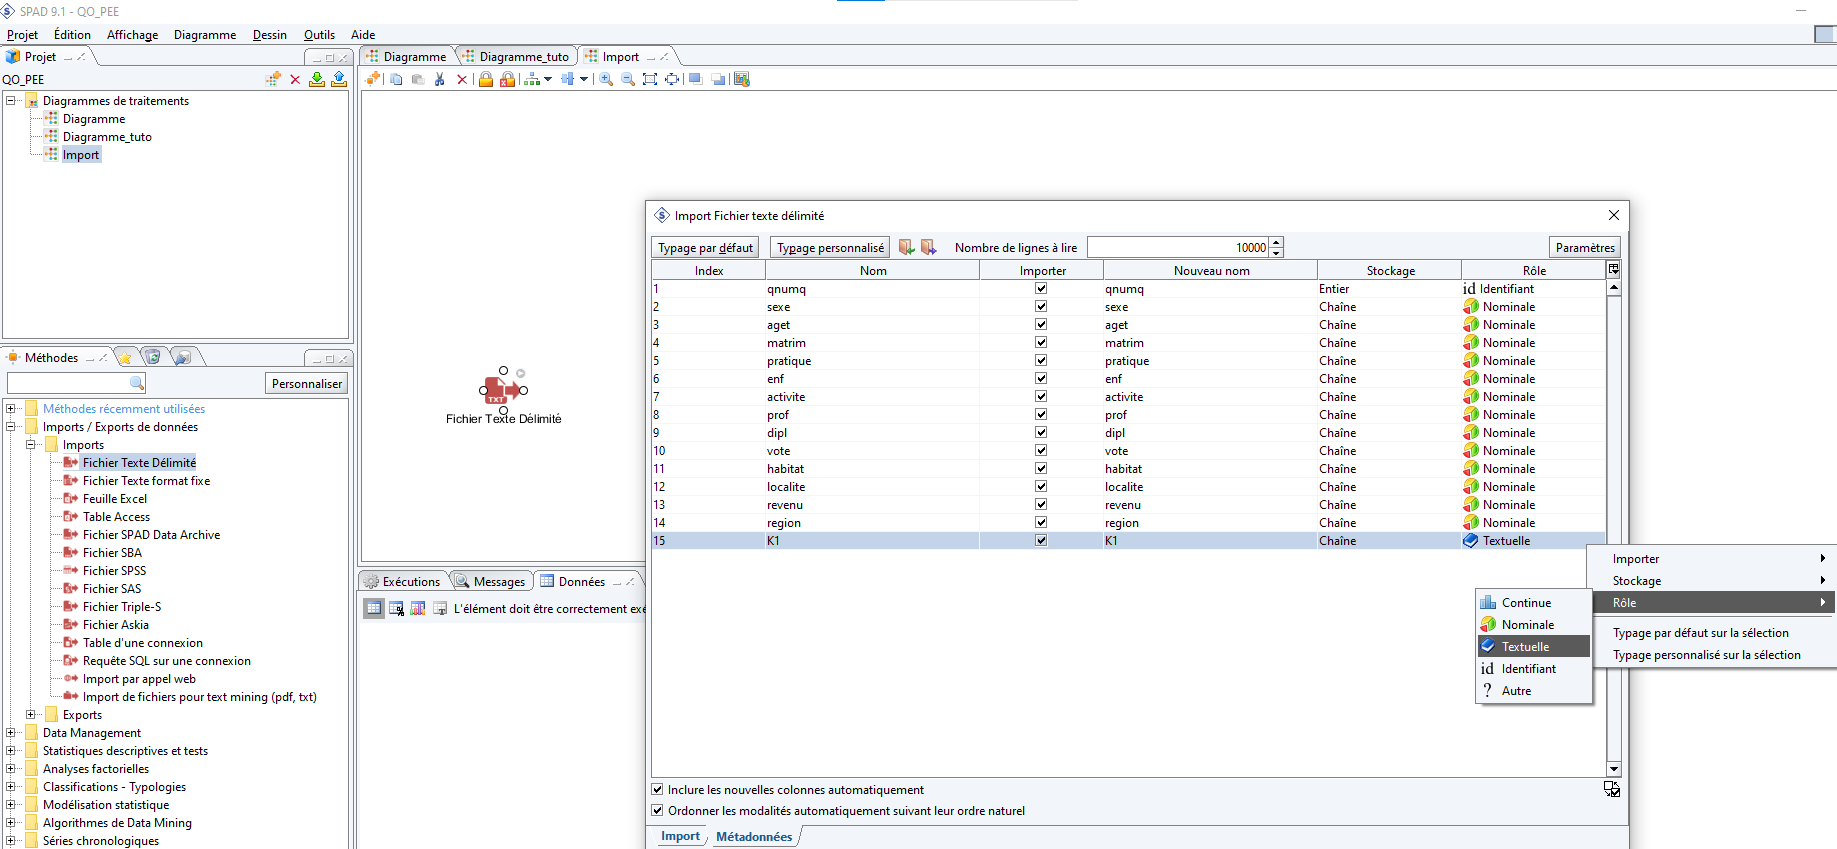 SPAD 9.1 - QO_PEE
Projet Édition Affichage Diagramme Dessin Outils Aide
Projet
QO_PEE
Diagrammes de traitements
Diagramme
Diagramme_tuto
Import
Méthodes
Personnaliser
Méthodes récemment utilisées
Imports / Exports de données
Imports
Fichier Texte Délimité
Fichier Texte format fixe
Feuille Excel
Table Access
Fichier SPAD Data Archive
Fichier SBA
Fichier SPSS
Fichier SAS
Fichier Triple-S
Fichier Askia
Table d'une connexion
Requête SQL sur une connexion
Import par appel web
Import de fichiers pour text mining (pdf, txt)
Exports
Data Management
Statistiques descriptives et tests
Analyses factorielles
Classifications - Typologies
Modélisation statistique
Algorithmes de Data Mining
Séries chronologiques
Diagramme Diagramme_tuto Import
TXT
Fichier Texte Délimité
Exécutions Messages Données
L'élément doit être correctement exé
Import Fichier texte délimité
Typage par défaut Typage personnalisé Nombre de lignes à lire 10000 Paramètres
Index Nom Importer Nouveau nom Stockage Rôle
1 qnumq qnumq Entier id Identifiant
2 sexe sexe Chaîne Nominale
3 aget aget Chaîne Nominale
4 matrim matrim Chaîne Nominale
5 pratique pratique Chaîne Nominale
6 enf enf Chaîne Nominale
7 activite activite Chaîne Nominale
8 prof prof Chaîne Nominale
9 dipl dipl Chaîne Nominale
10 vote vote Chaîne Nominale
11 habitat habitat Chaîne Nominale
12 localite localite Chaîne Nominale
13 revenu revenu Chaîne Nominale
14 region region Chaîne Nominale
15 K1 K1 Chaîne Textuelle
Importer
Stockage
Rôle
Typage par défaut sur la sélection
Typage personnalisé sur la sélection
Continue
Nominale
Textuelle
id Identifiant
? Autre
Inclure les nouvelles colonnes automatiquement
Ordonner les modalités automatiquement suivant leur ordre naturel
Import Métadonnées